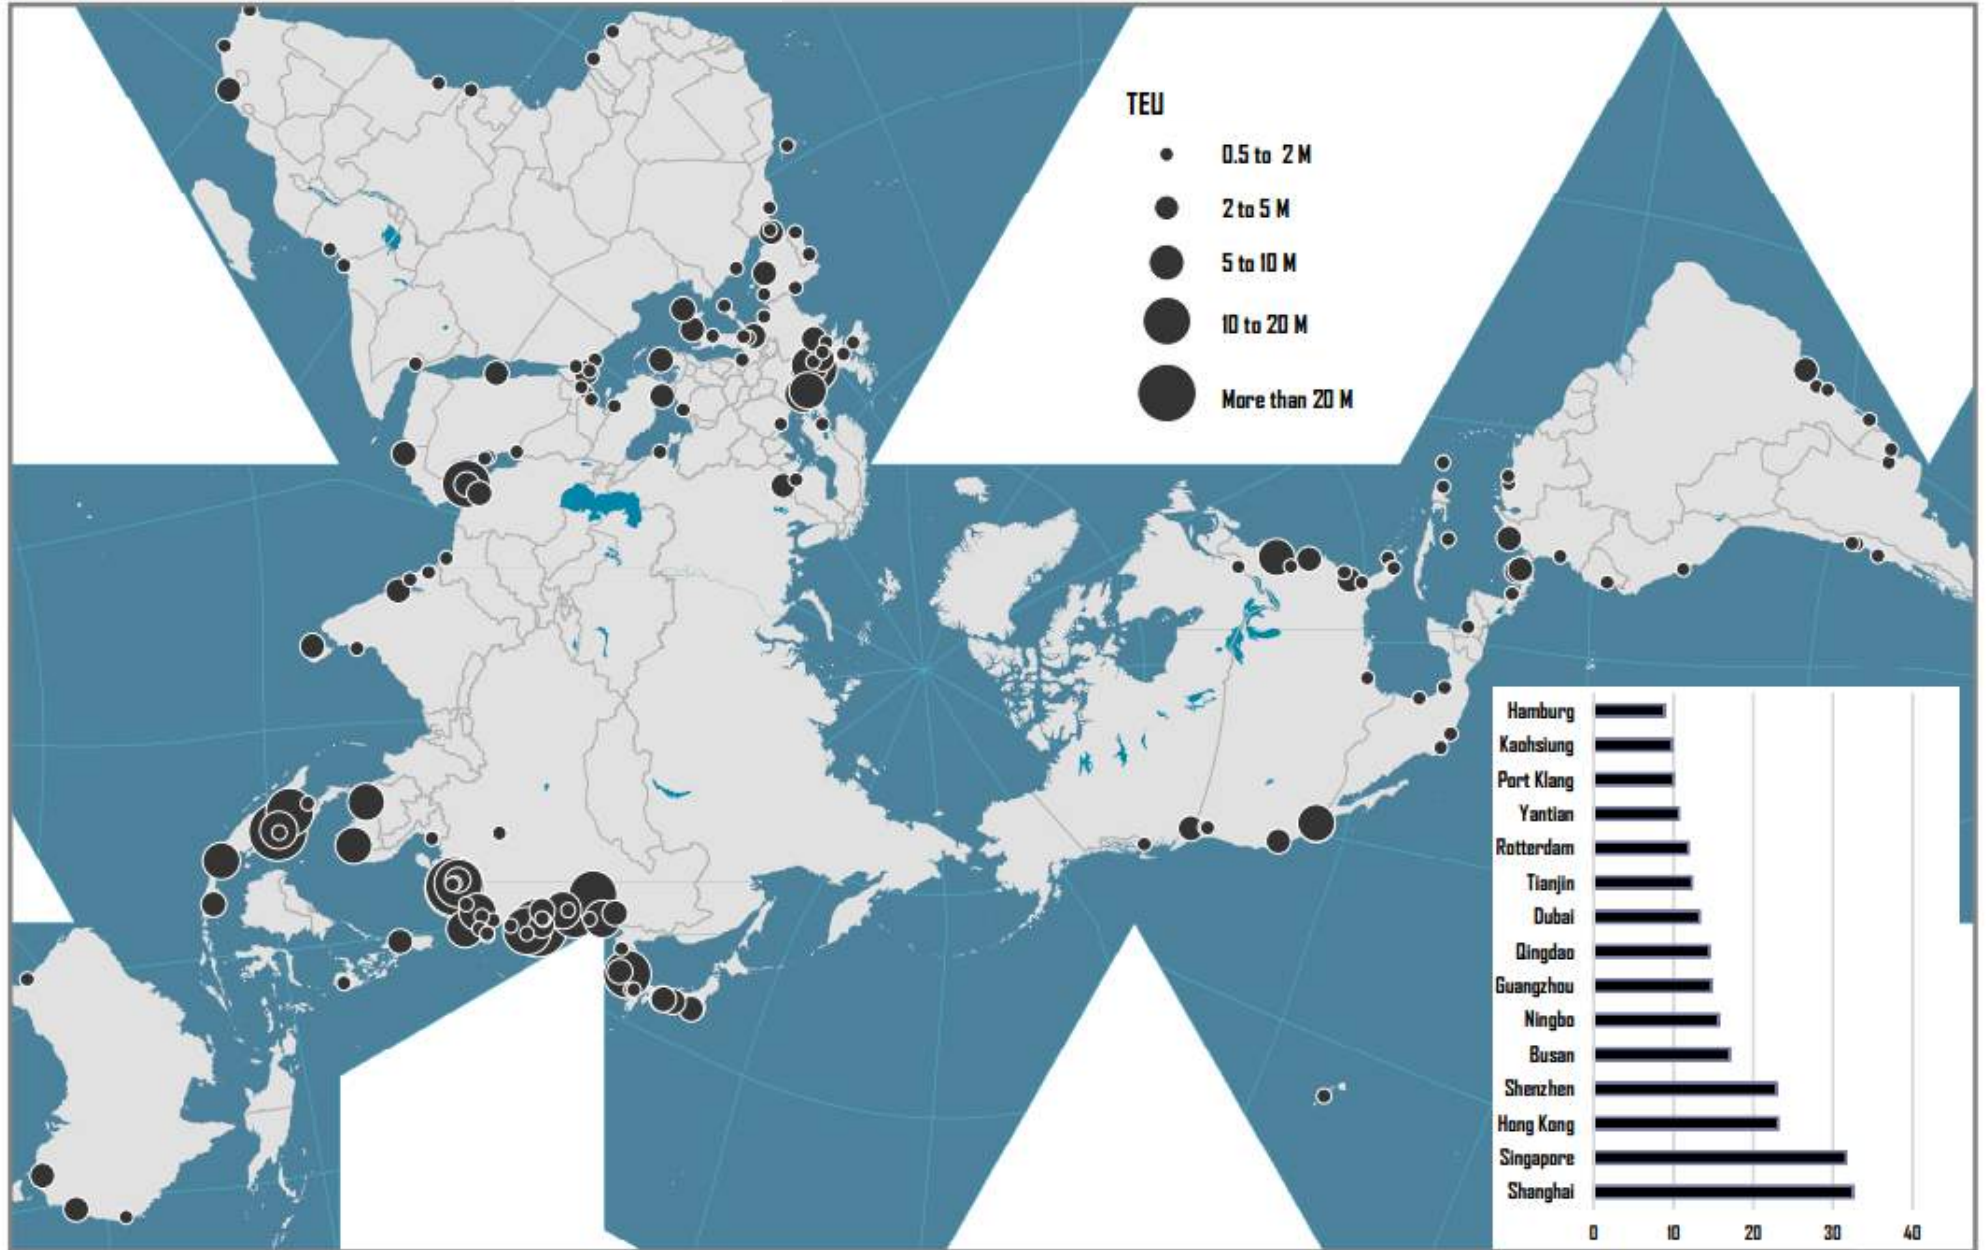 TEU
0.5 to 2 M
2 to 5 M
5 to 10 M
10 to 20 M
More than 20 M
Hamburg
Kaohsiung
Port Klang
Yantian
Rotterdam
Tianjin
Dubai
Qingdao
Guangzhou
Ningbo
Busan
Shenzhen
Hong Kong
Singapore
Shanghai
0 10 20 30 40